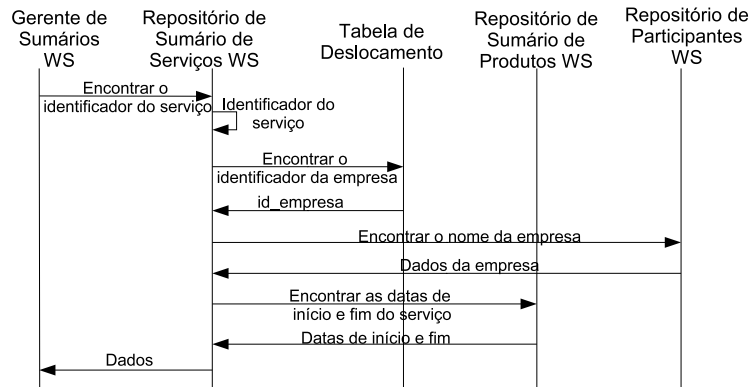 Gerente de
Sumários
WS
Repositório de
Sumário de
Serviços WS
Tabela de
Deslocamento
Repositório de
Sumário de
Produtos WS
Repositório de
Participantes
WS
Encontrar o
identificador do serviço
Identificador do
serviço
Encontrar o
identificador da empresa
id_empresa
Encontrar o nome da empresa
Dados da empresa
Encontrar as datas de
início e fim do serviço
Datas de início e fim
Dados